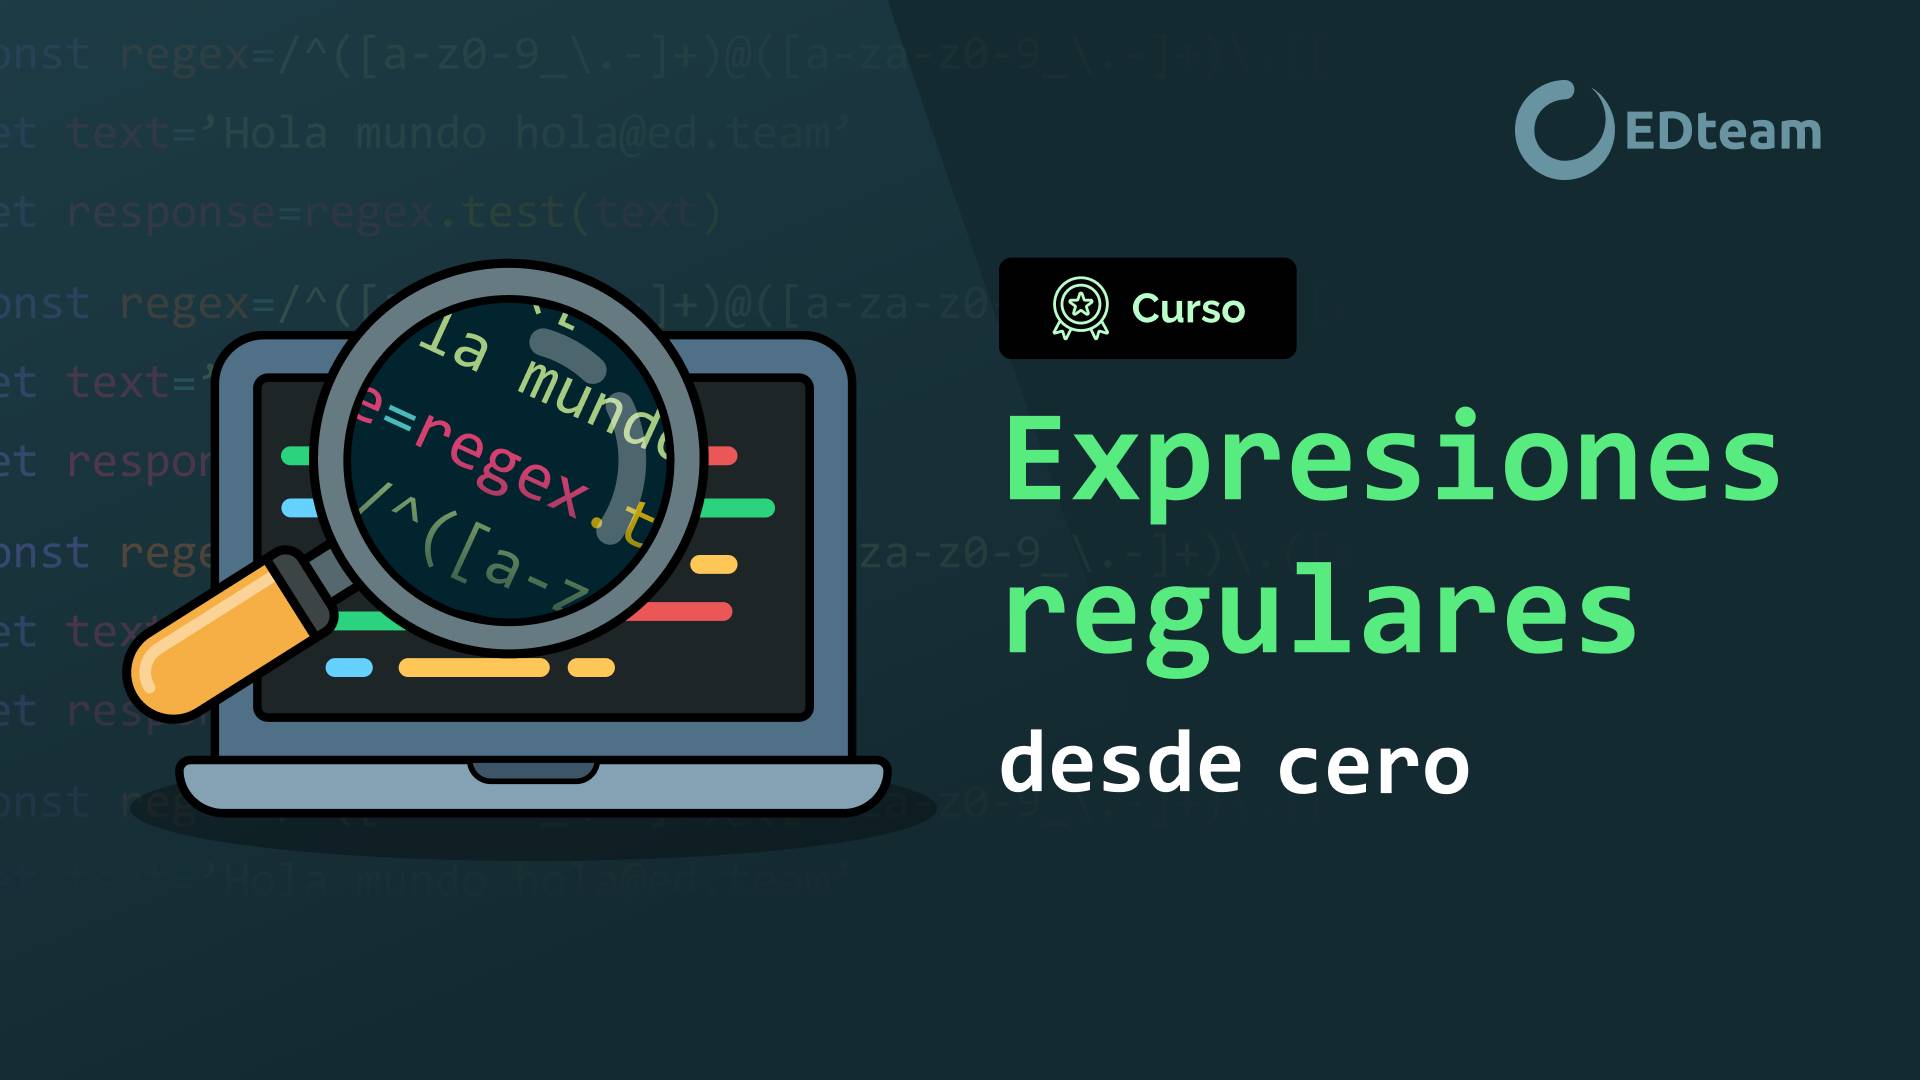 onst regex=/^([a-z0-9_\.-]+)@([a-za-z0-9_\.-]+)\.([
et text='Hola mundo hola@ed.team'
et response=regex.test(text)
onst regex=/^([ ]+)@([a-za-z0-
et text='
et respon
onst rege za-z0-9_\.-]+)\.(
et tex
et resp
onst reg z0-9_\.-]+)\.([
et text='Hola mundo hola@ed.team'
la mundo
e=regex.t
/^([a-z
EDteam
Curso
Expresiones
regulares
desde cero